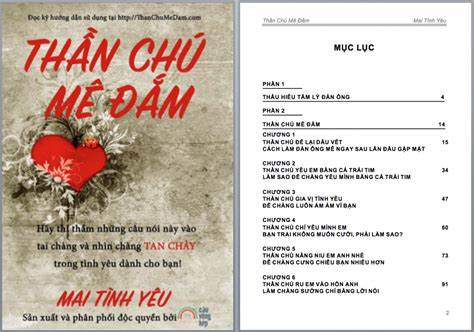 Đọc kỹ hướng dẫn sử dụng tại http://ThanChuMeDam.com
THẦN CHÚ
MÊ ĐẮM
Hãy thì thầm những câu nói này vào
tai chàng và nhìn chàng TAN CHẢY
trong tình yêu dành cho bạn!
MAI TÌNH YÊU
Sản xuất và phân phối độc quyền bởi
cầu vồng
kép
Thần Chú Mê Đắm
Mai Tình Yêu
MỤC LỤC
PHẦN 1
THẤU HIỂU TÂM LÝ ĐÀN ÔNG 4
PHẦN 2
THẦN CHÚ MÊ ĐẮM 14
CHƯƠNG 1
THẦN CHÚ ĐỂ LẠI DẤU VẾT 15
CÁCH LÀM ĐÀN ÔNG MÊ NGAY SAU LẦN ĐẦU GẶP MẶT
CHƯƠNG 2
THẦN CHÚ YÊU EM BẰNG CẢ TRÁI TIM 34
LÀM SAO ĐỂ CHÀNG YÊU MÌNH BẰNG CẢ TRÁI TIM
CHƯƠNG 3
THẦN CHÚ GIA VỊ TÌNH YÊU 47
ĐỂ CHÀNG LUÔN ÁM ẢNH VÌ BẠN
CHƯƠNG 4
THẦN CHÚ CHỈ MÌNH EM 60
BẠN TRAI KHÔNG MUỐN CƯỚI, PHẢI LÀM SAO?
CHƯƠNG 5
THẦN CHÚ NÂNG NIU EM ANH NHÉ 73
ĐỂ CHÀNG CƯNG CHIỀU BẠN NHIỀU HƠN
CHƯƠNG 6
THẦN CHÚ RU EM VÀO HỒN ANH 91
LÀM CHÀNG SƯỚNG CHỈ BẰNG LỜI NÓI
2